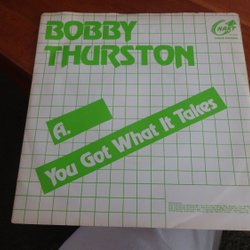 BOBBY
THURSTON
A.
You Got What It Takes